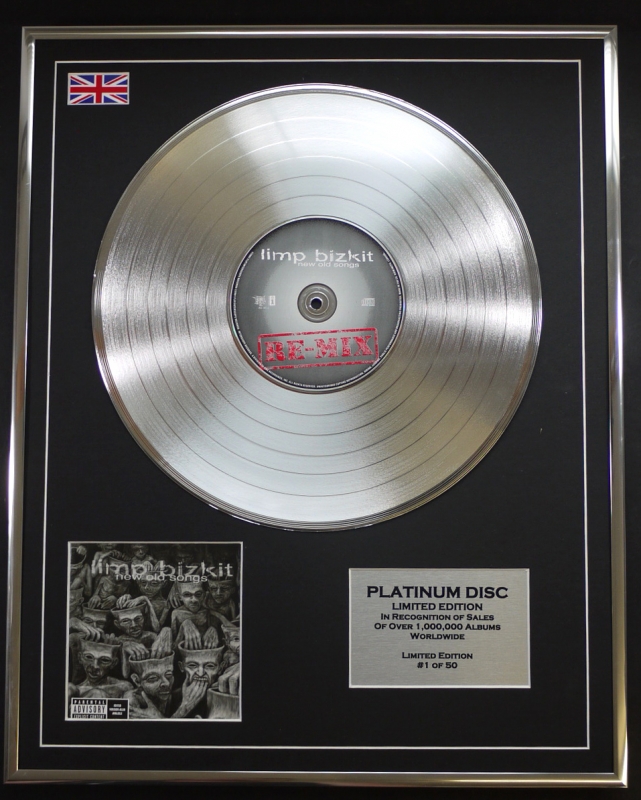 limp bizkit
new old songs
RE-MIX
limp bizkit
new old songs
PARENTAL
ADVISORY
EXPLICIT CONTENT
PLATINUM DISC
LIMITED EDITION
IN RECOGNITION OF SALES
OF OVER 1,000,000 ALBUMS
WORLDWIDE
LIMITED EDITION
#1 OF 50